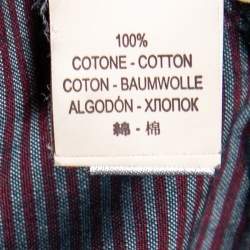 100%
COTONE - COTTON
COTON - BAUMWOLLE
ALGODÓN - ХЛОПОК
綿 - 棉